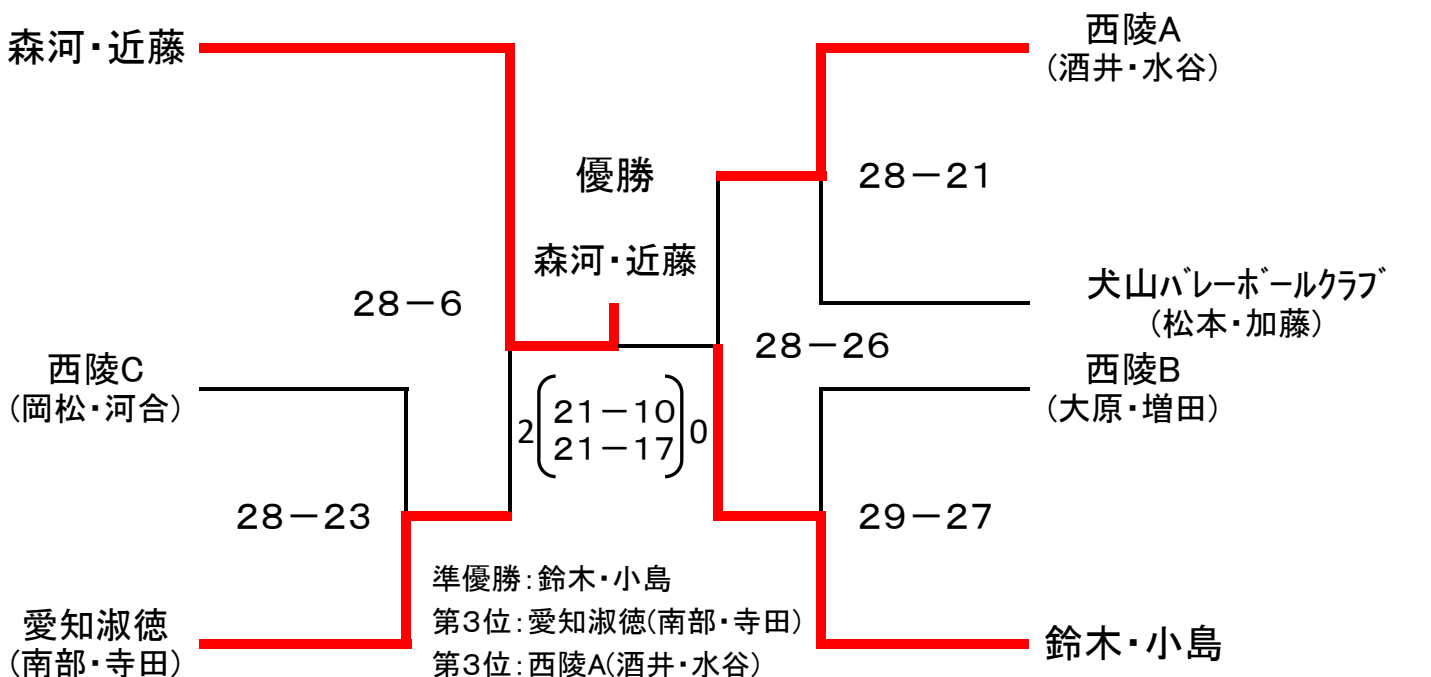 森河・近藤
西陵A
(酒井・水谷)
優勝
28－21
森河・近藤
犬山ﾊﾞﾚｰﾎﾞｰﾙｸﾗﾌﾞ
(松本・加藤)
28－6
28－26
西陵C
(岡松・河合)
西陵B
(大原・増田)
2 21－10 0
21－17
28－23
29－27
準優勝：鈴木・小島
第3位：愛知淑徳(南部・寺田)
第3位：西陵A(酒井・水谷)
愛知淑徳
(南部・寺田)
鈴木・小島